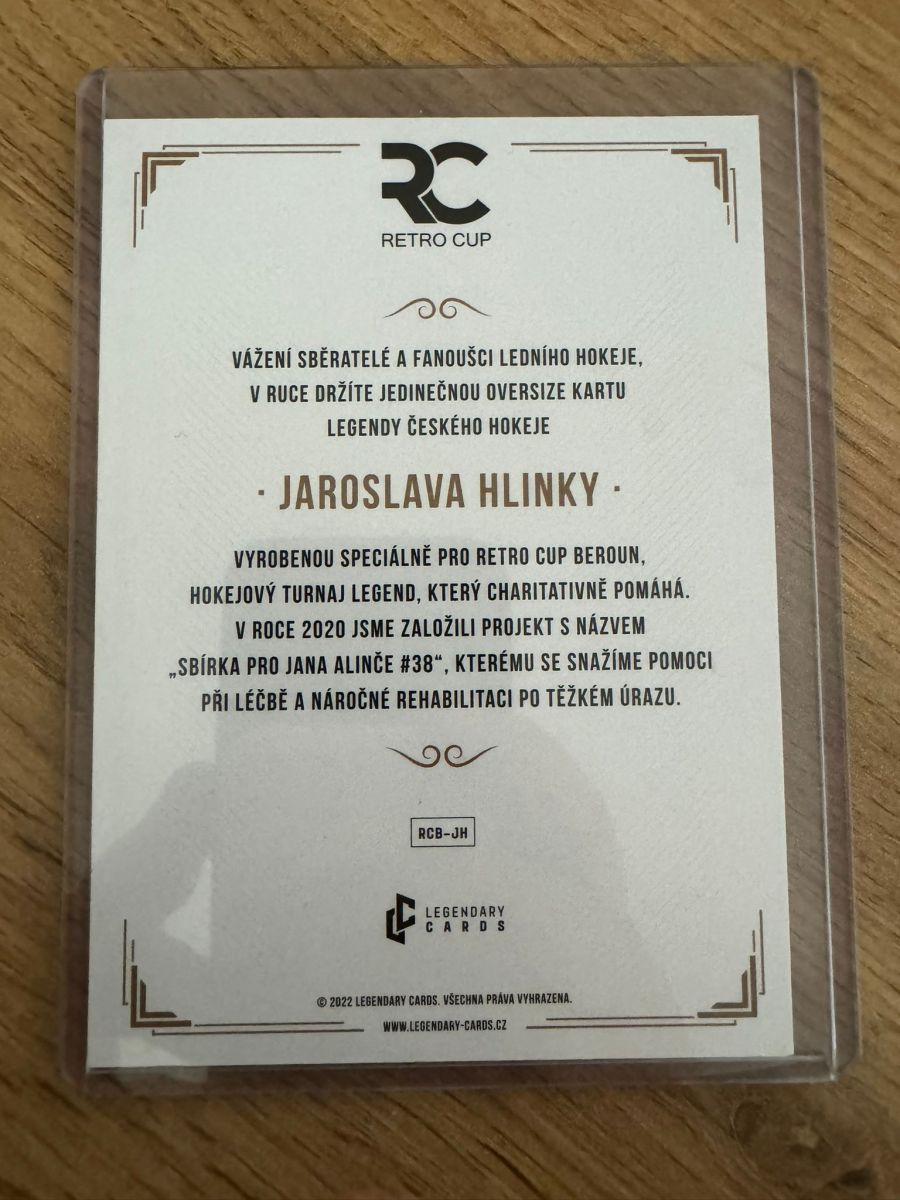 RC
RETRO CUP
VÁŽENÍ SBĚRATELÉ A FANOUŠCI LEDNÍHO HOKEJE,
V RUCE DRŽÍTE JEDINEČNOU OVERSIZE KARTU
LEGENDY ČESKÉHO HOKEJE
· JAROSLAVA HLINKY ·
VYROBENOU SPECIÁLNĚ PRO RETRO CUP BEROUN,
HOKEJOVÝ TURNAJ LEGEND, KTERÝ CHARITATIVNĚ POMÁHÁ.
V ROCE 2020 JSME ZALOŽILI PROJEKT S NÁZVEM
„SBÍRKA PRO JANA ALINČE #38“, KTERÉMU SE SNAŽÍME POMOCI
PŘI LÉČBĚ A NÁROČNÉ REHABILITACI PO TĚŽKÉM ÚRAZU.
RCB-JH
LC LEGENDARY
CARDS
© 2022 LEGENDARY CARDS. VŠECHNA PRÁVA VYHRAZENA.
WWW.LEGENDARY-CARDS.CZ